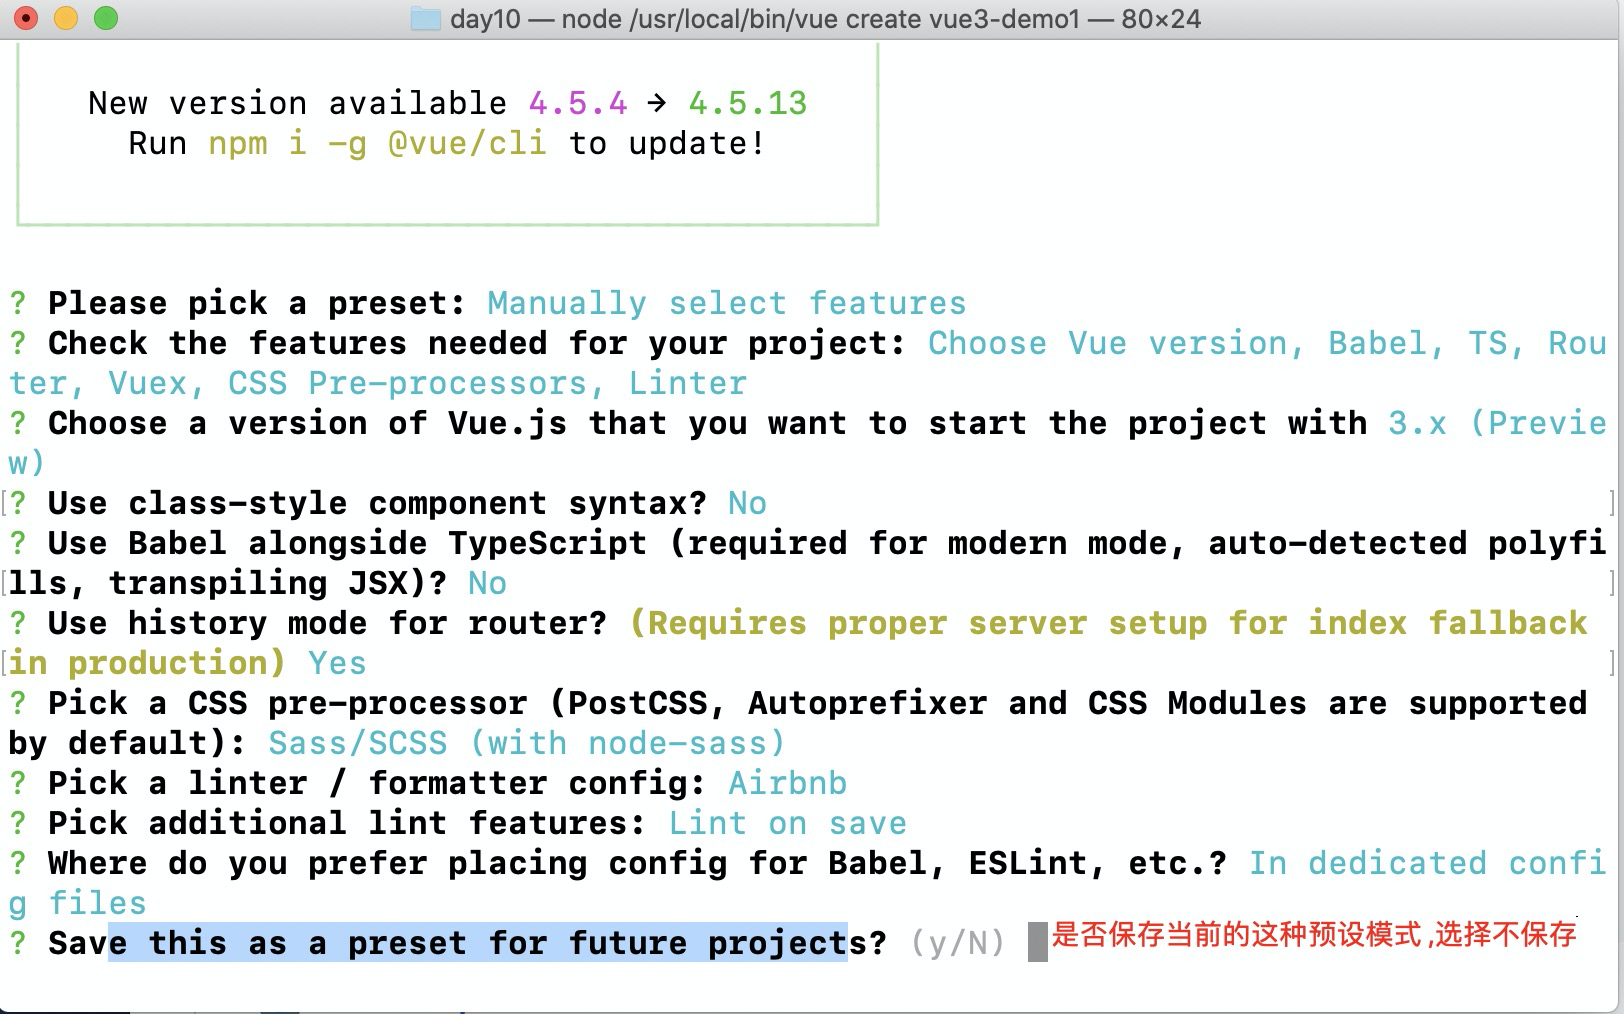 day10 — node /usr/local/bin/vue create vue3-demo1 — 80×24
New version available 4.5.4 → 4.5.13
Run npm i -g @vue/cli to update!
? Please pick a preset: Manually select features
? Check the features needed for your project: Choose Vue version, Babel, TS, Rou
ter, Vuex, CSS Pre-processors, Linter
? Choose a version of Vue.js that you want to start the project with 3.x (Previe
w)
[? Use class-style component syntax? No ]
? Use Babel alongside TypeScript (required for modern mode, auto-detected polyfi
[lls, transpiling JSX)? No ]
? Use history mode for router? (Requires proper server setup for index fallback
[in production) Yes ]
? Pick a CSS pre-processor (PostCSS, Autoprefixer and CSS Modules are supported
by default): Sass/SCSS (with node-sass)
? Pick a linter / formatter config: Airbnb
? Pick additional lint features: Lint on save
? Where do you prefer placing config for Babel, ESLint, etc.? In dedicated confi
g files
? Save this as a preset for future projects? (y/N) 是否保存当前的这种预设模式,选择不保存